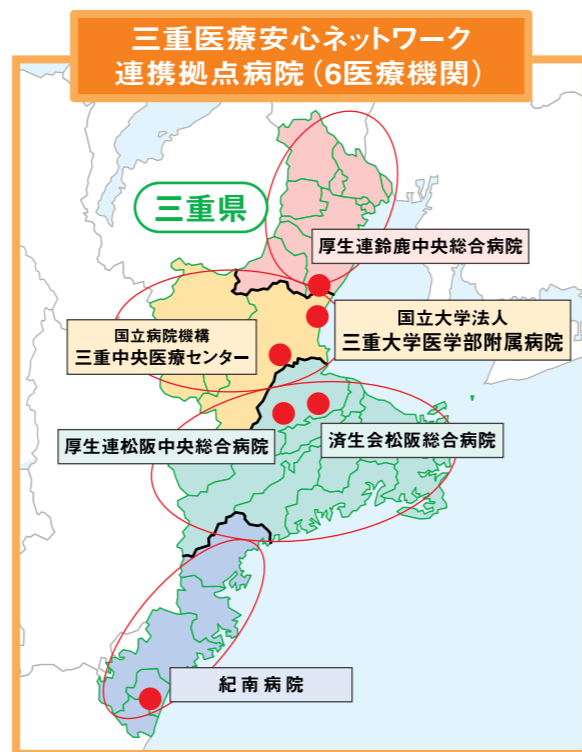 三重医療安心ネットワーク
連携拠点病院（6医療機関）
三重県
厚生連鈴鹿中央総合病院
国立大学法人
三重大学医学部附属病院
国立病院機構
三重中央医療センター
厚生連松阪中央総合病院
済生会松阪総合病院
紀南病院